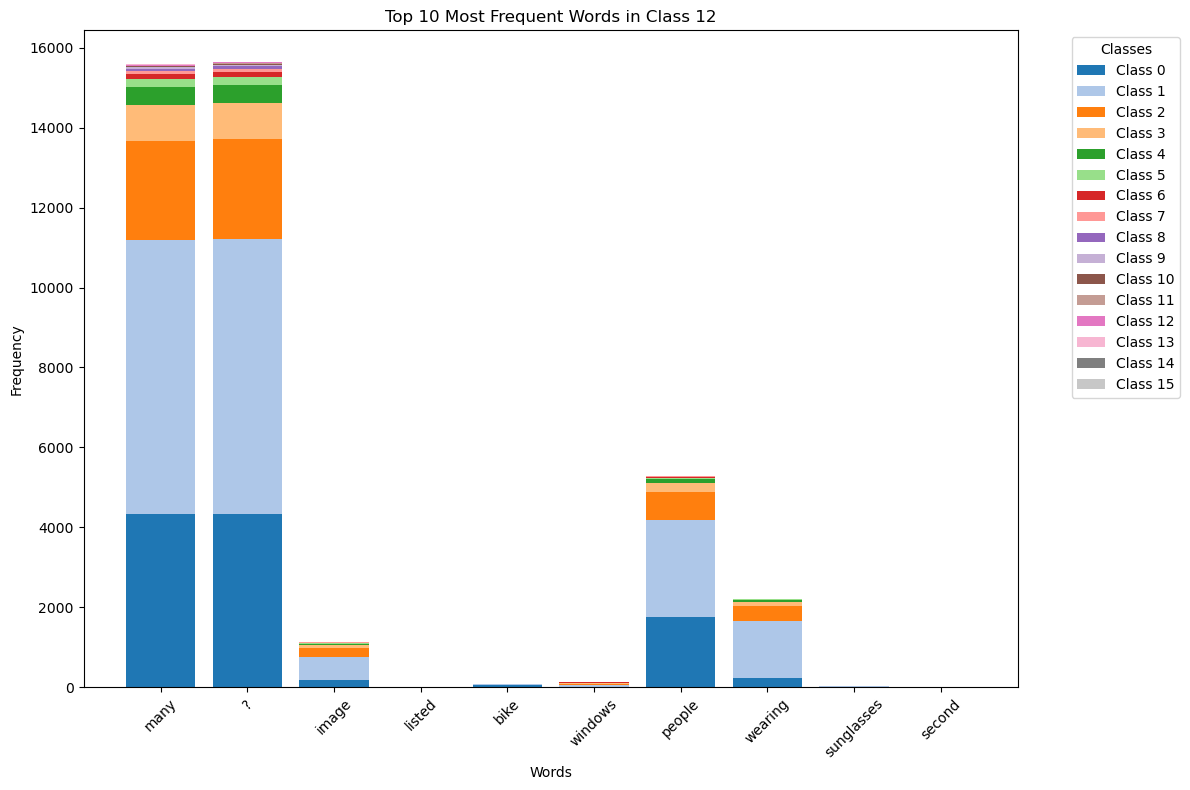 Top 10 Most Frequent Words in Class 12
Frequency
16000
14000
12000
10000
8000
6000
4000
2000
0
many
?
image
listed
bike
windows
people
wearing
sunglasses
second
Words
Classes
Class 0
Class 1
Class 2
Class 3
Class 4
Class 5
Class 6
Class 7
Class 8
Class 9
Class 10
Class 11
Class 12
Class 13
Class 14
Class 15